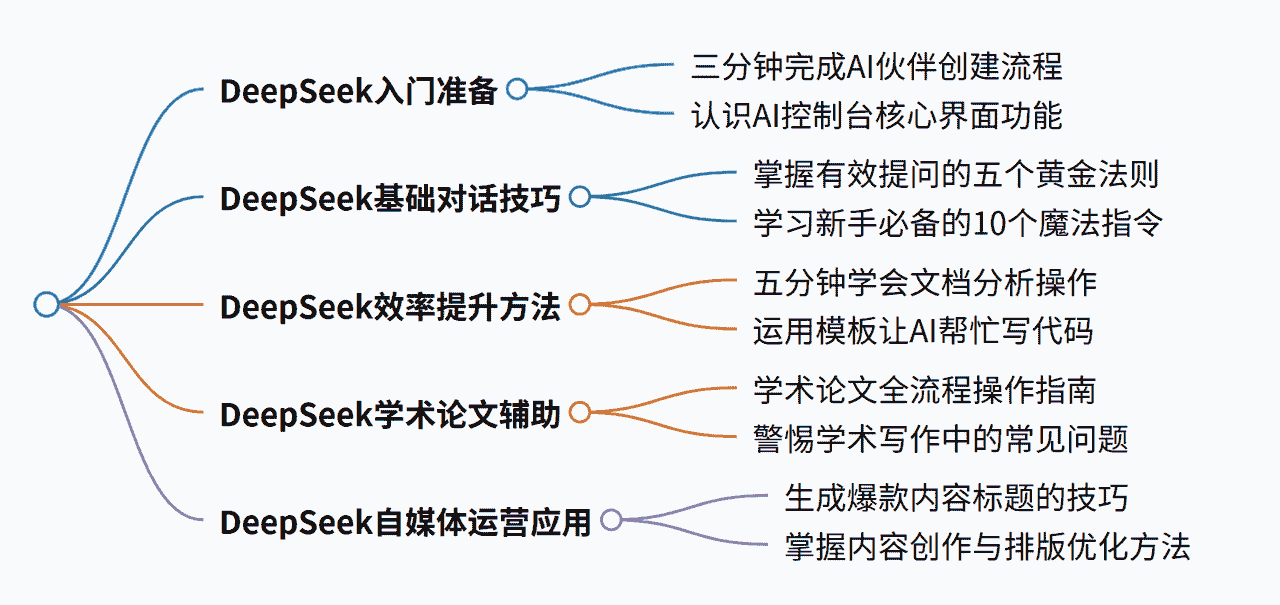 DeepSeek入门准备
三分钟完成AI伙伴创建流程
认识AI控制台核心界面功能
DeepSeek基础对话技巧
掌握有效提问的五个黄金法则
学习新手必备的10个魔法指令
DeepSeek效率提升方法
五分钟学会文档分析操作
运用模板让AI帮忙写代码
DeepSeek学术论文辅助
学术论文全流程操作指南
警惕学术写作中的常见问题
DeepSeek自媒体运营应用
生成爆款内容标题的技巧
掌握内容创作与排版优化方法